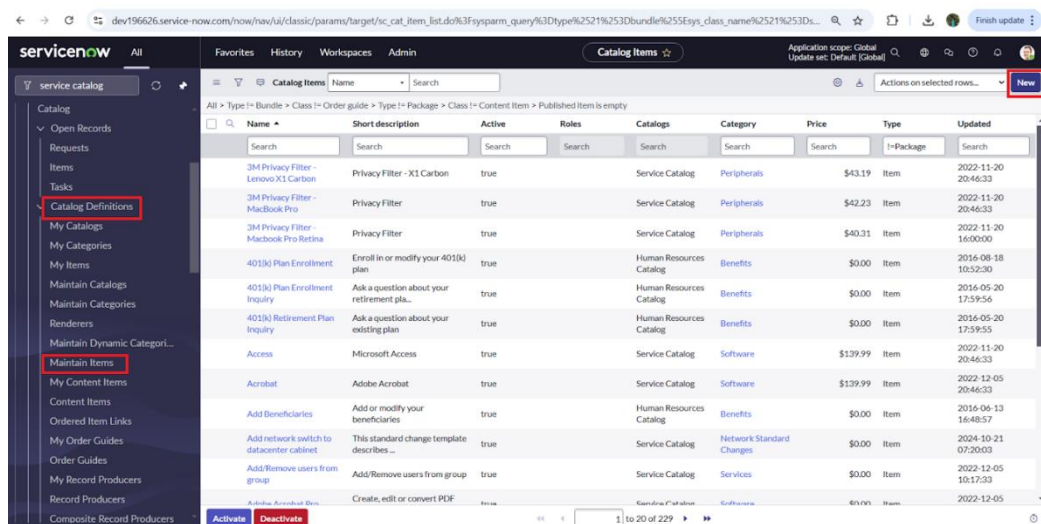 dev196626.service-now.com/now/nav/ui/classic/params/target/sc_cat_item_list.do%3Fsysparm_query%3Dtype%2521%253Dbundle%255Esys_class_name%2521%253Ds...
Finish update
servicenow All Favorites History Workspaces Admin Catalog Items Application scope: Global
Update set: Default [Global]
service catalog
Catalog Items Name Search Actions on selected rows... New
All > Type != Bundle > Class != Order guide > Type != Package > Class != Content Item > Published item is empty
Catalog
Open Records
Requests
Items
Tasks
Catalog Definitions
My Catalogs
My Categories
My Items
Maintain Catalogs
Maintain Categories
Renderers
Maintain Dynamic Categori...
Maintain Items
My Content Items
Content Items
Ordered Item Links
My Order Guides
Order Guides
My Record Producers
Record Producers
Composite Record Producers
Name Short description Active Roles Catalogs Category Price Type Updated
Search Search Search Search Search Search Search !=Package Search
3M Privacy Filter - Lenovo X1 Carbon Privacy Filter - X1 Carbon true Service Catalog Peripherals $43.19 Item 2022-11-20 20:46:33
3M Privacy Filter - MacBook Pro Privacy Filter true Service Catalog Peripherals $42.23 Item 2022-11-20 20:46:33
3M Privacy Filter - Macbook Pro Retina Privacy Filter true Service Catalog Peripherals $40.31 Item 2022-11-20 16:00:00
401(k) Plan Enrollment Enroll in or modify your 401(k) plan true Human Resources Catalog Benefits $0.00 Item 2016-08-18 10:52:30
401(k) Plan Enrollment Inquiry Ask a question about your retirement pla... true Human Resources Catalog Benefits $0.00 Item 2016-05-20 17:59:56
401(k) Retirement Plan Inquiry Ask a question about your existing plan true Human Resources Catalog Benefits $0.00 Item 2016-05-20 17:59:55
Access Microsoft Access true Service Catalog Software $139.99 Item 2022-11-20 20:46:33
Acrobat Adobe Acrobat true Service Catalog Software $139.99 Item 2022-12-05 20:46:33
Add Beneficiaries Add or modify your beneficiaries true Human Resources Catalog Benefits $0.00 Item 2016-06-13 16:48:57
Add network switch to datacenter cabinet This standard change template describes ... true Service Catalog Network Standard Changes $0.00 Item 2024-10-21 07:20:03
Add/Remove users from group Add/Remove users from group true Service Catalog Services $0.00 Item 2022-12-05 10:17:33
Adobe Acrobat Pro Create, edit or convert PDF true Service Catalog Software $0.00 Item 2022-12-05
Activate Deactivate 1 to 20 of 229